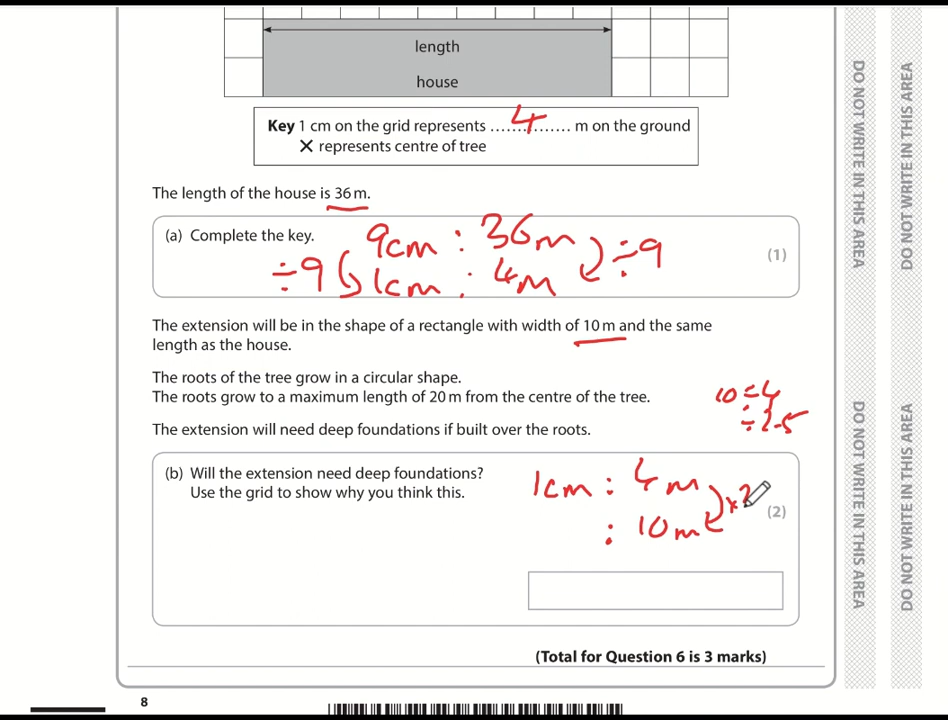 length
house
Key 1 cm on the grid represents ....4.... m on the ground
X represents centre of tree
The length of the house is 36 m.
(a) Complete the key.
(1)
9cm : 36m
÷9
÷9
1cm : 4m
The extension will be in the shape of a rectangle with width of 10 m and the same
length as the house.
The roots of the tree grow in a circular shape.
The roots grow to a maximum length of 20 m from the centre of the tree.
10 ÷ 4
= 2.5
The extension will need deep foundations if built over the roots.
(b) Will the extension need deep foundations?
Use the grid to show why you think this.
(2)
1cm : 4m
×2
: 10m
(Total for Question 6 is 3 marks)
8
DO NOT WRITE IN THIS AREA
DO NOT WRITE IN THIS AREA
DO NOT WRITE IN THIS AREA
DO NOT WRITE IN THIS AREA